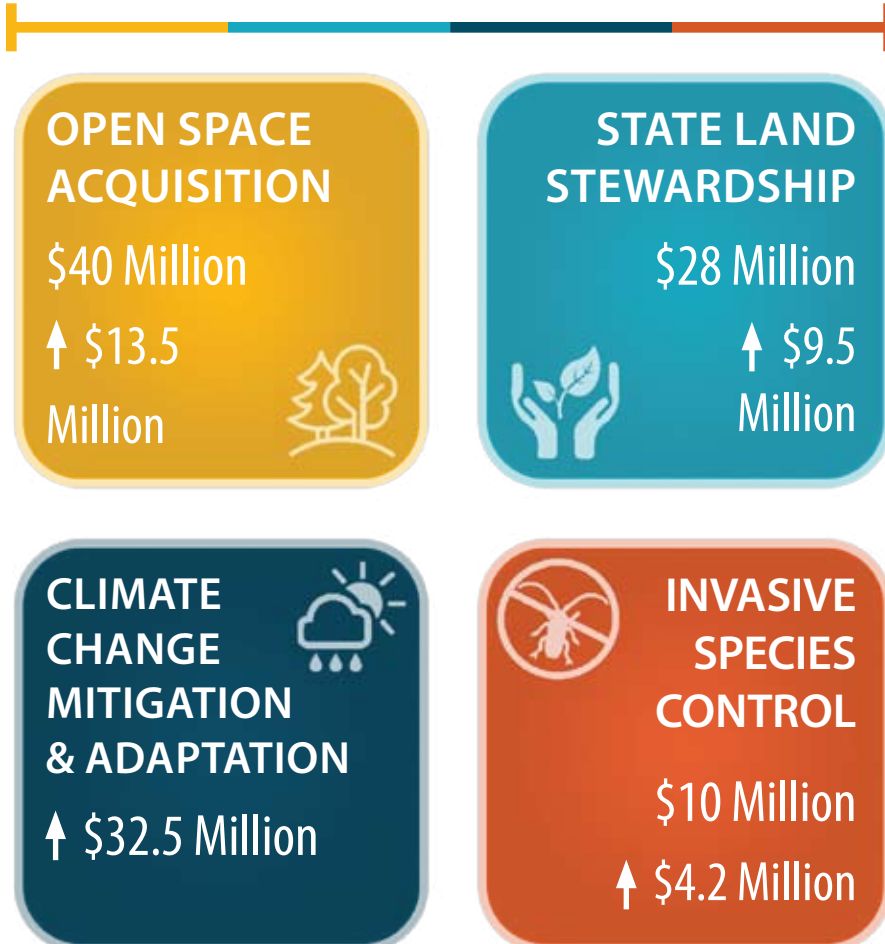 OPEN SPACE
ACQUISITION
$40 Million
↑ $13.5
Million
STATE LAND
STEWARDSHIP
$28 Million
↑ $9.5
Million
CLIMATE
CHANGE
MITIGATION
& ADAPTATION
↑ $32.5 Million
INVASIVE
SPECIES
CONTROL
$10 Million
↑ $4.2 Million